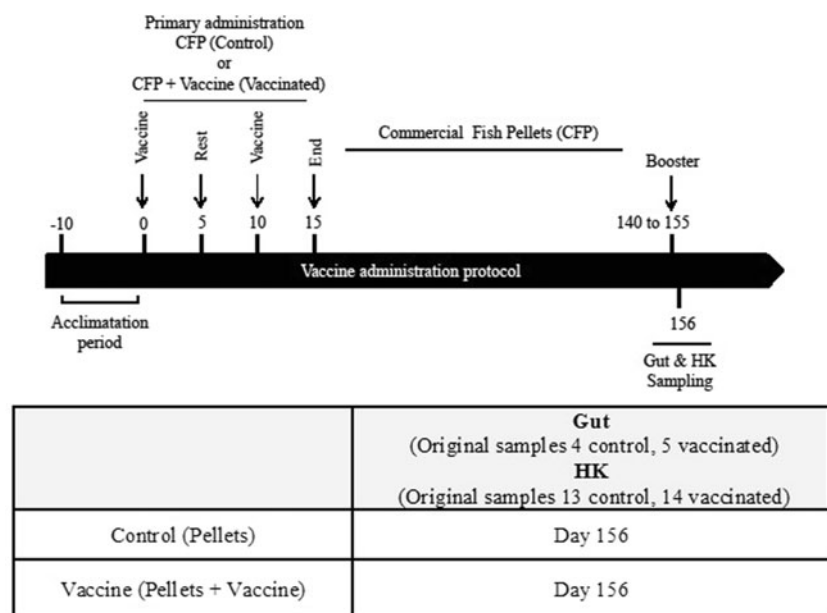 Primary administration
CFP (Control)
or
CFP + Vaccine (Vaccinated)
Vaccine
Rest
Vaccine
End
Commercial Fish Pellets (CFP)
Booster
-10
0
5
10
15
140 to 155
Vaccine administration protocol
Acclimatation
period
156
Gut & HK
Sampling
Gut
(Original samples 4 control, 5 vaccinated)
HK
(Original samples 13 control, 14 vaccinated)
Control (Pellets)
Day 156
Vaccine (Pellets + Vaccine)
Day 156